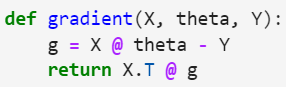 def gradient(X, theta, Y):
    g = X @ theta - Y
    return X.T @ g